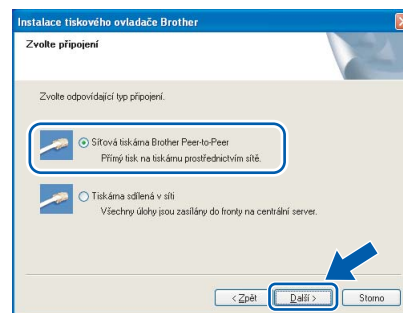 Instalace tiskového ovladače Brother
Zvolte připojení
Zvolte odpovídající typ připojení.
Síťová tiskárna Brother Peer-to-Peer
Přímý tisk na tiskárnu prostřednictvím sítě.
Tiskárna sdílená v síti
Všechny úlohy jsou zasílány do fronty na centrální server.
< Zpět
Další >
Storno